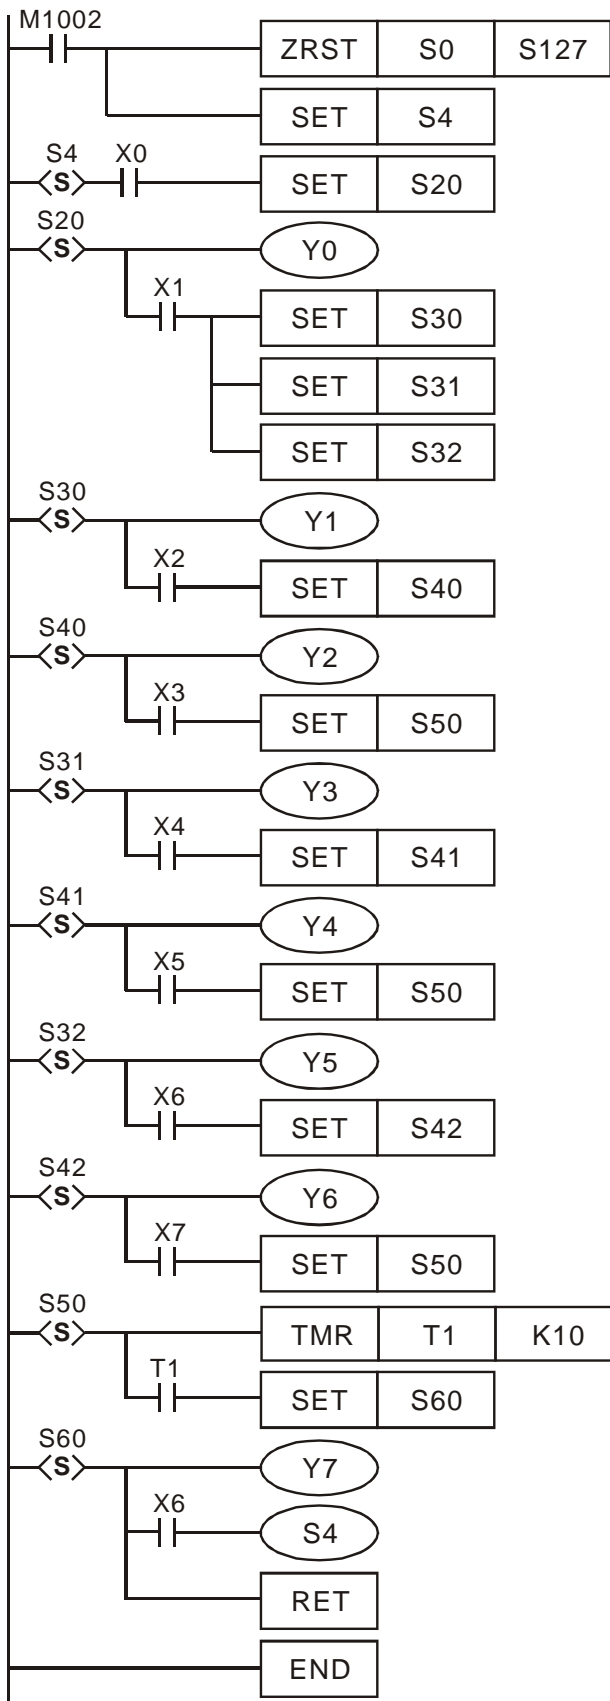 M1002
ZRST S0 S127
SET S4
S4 X0
S SET S20
S20
S Y0
X1
SET S30
SET S31
SET S32
S30
S Y1
X2
SET S40
S40
S Y2
X3
SET S50
S31
S Y3
X4
SET S41
S41
S Y4
X5
SET S50
S32
S Y5
X6
SET S42
S42
S Y6
X7
SET S50
S50
S TMR T1 K10
T1
SET S60
S60
S Y7
X6
S4
RET
END